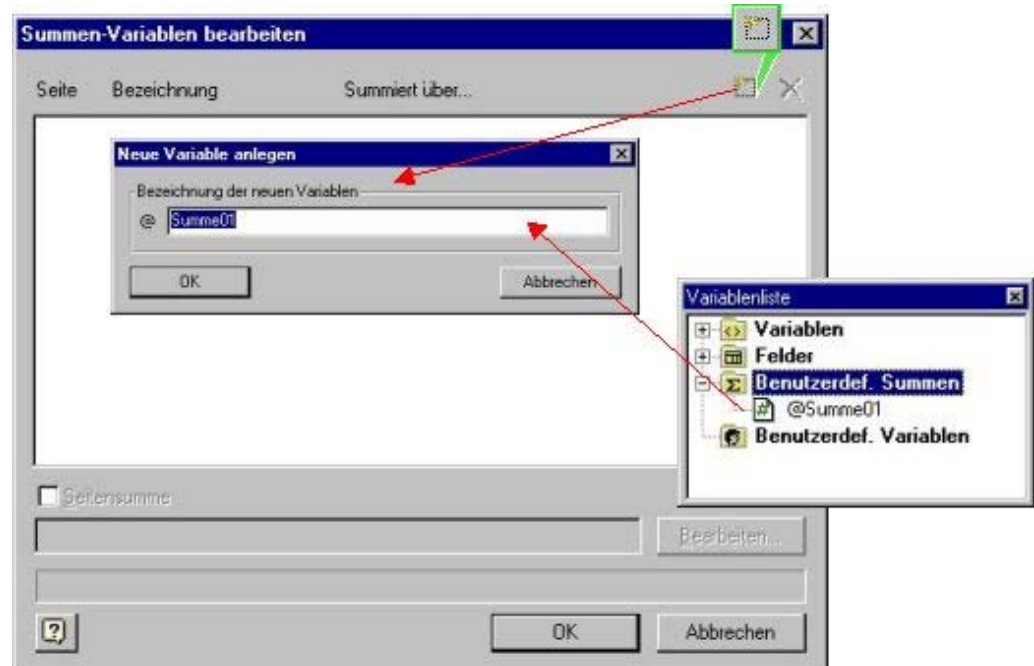 Summen-Variablen bearbeiten
Seite Bezeichnung Summiert über...
Neue Variable anlegen
Bezeichnung der neuen Variablen
@ Summe01
OK Abbrechen
Variablenliste
Variablen
Felder
Benutzerdef. Summen
@Summe01
Benutzerdef. Variablen
Seitensumme
Bearbeiten...
OK Abbrechen